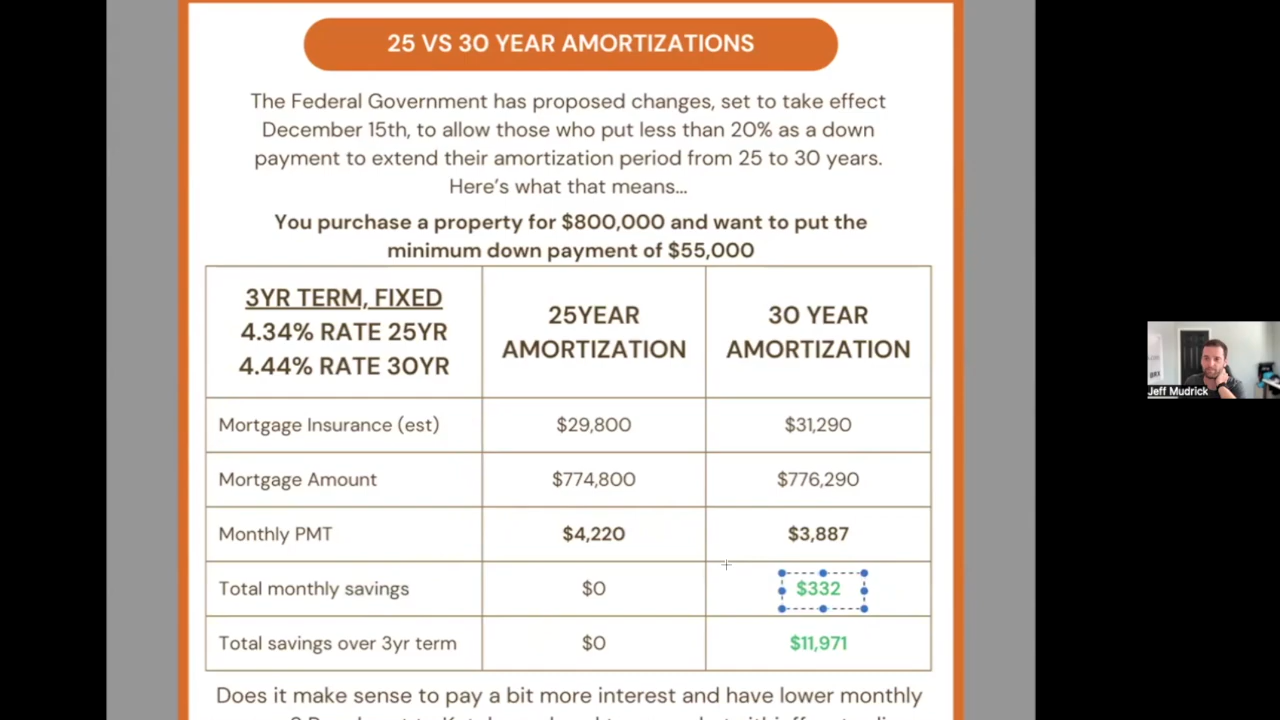 25 VS 30 YEAR AMORTIZATIONS
The Federal Government has proposed changes, set to take effect
December 15th, to allow those who put less than 20% as a down
payment to extend their amortization period from 25 to 30 years.
Here's what that means...
You purchase a property for $800,000 and want to put the
minimum down payment of $55,000
3YR TERM, FIXED
4.34% RATE 25YR
4.44% RATE 30YR
25YEAR
AMORTIZATION
30 YEAR
AMORTIZATION
Mortgage Insurance (est) $29,800 $31,290
Mortgage Amount $774,800 $776,290
Monthly PMT $4,220 $3,887
Total monthly savings $0 $332
Total savings over 3yr term $0 $11,971
Does it make sense to pay a bit more interest and have lower monthly
Jeff Mudrick